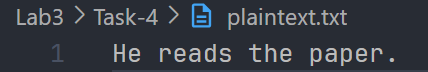 Lab3 > Task-4 > plaintext.txt
1 He reads the paper.